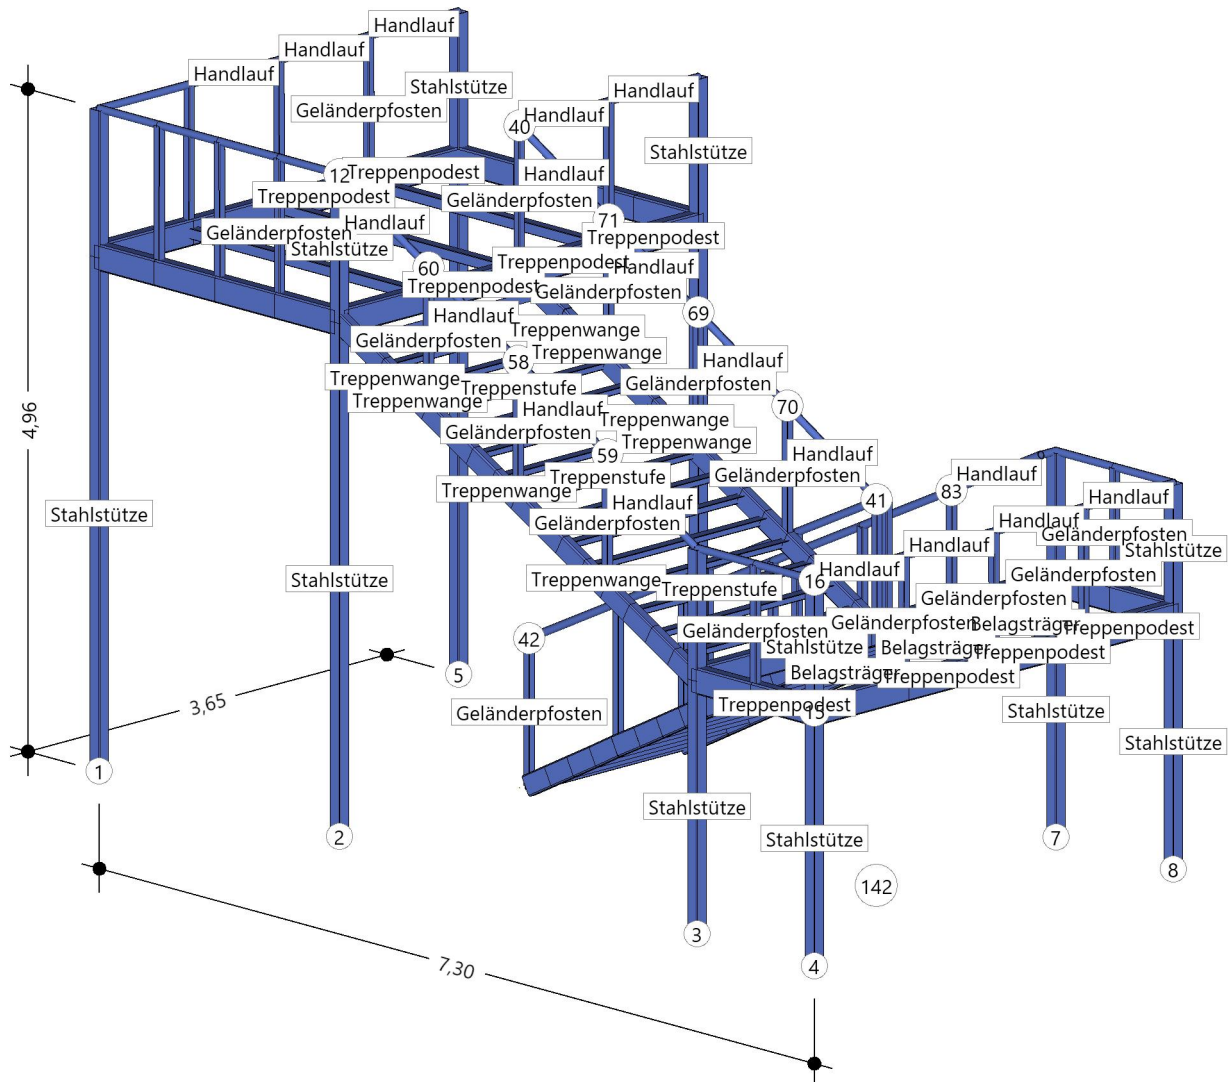 Handlauf
Handlauf
Handlauf
Stahlstütze
Handlauf
Geländerpfosten
Handlauf
40
Stahlstütze
12
Treppenpodest
Handlauf
Treppenpodest
Geländerpfosten
71
Handlauf
Geländerpfosten
Treppenpodest
Stahlstütze
Treppenpodest
Handlauf
60
Treppenpodest
Geländerpfosten
69
Handlauf
Treppenwange
Geländerpfosten
Treppenwange
58
Handlauf
Treppenwange
Treppenstufe
Geländerpfosten
Treppenwange
70
Handlauf
Treppenwange
4,96
Geländerpfosten
Treppenwange
59
Handlauf
Treppenstufe
Geländerpfosten
Handlauf
83
Treppenwange
41
Handlauf
Handlauf
Stahlstütze
Geländerpfosten
Handlauf
Geländerpfosten
Handlauf
Stahlstütze
Handlauf
Geländerpfosten
Stahlstütze
Treppenwange
Treppenstufe
16
Geländerpfosten
Geländerpfosten
Geländerpfosten
Belagsträger
Treppenpodest
42
Stahlstütze
Belagsträger
Treppenpodest
5
Belagsträger
Treppenpodest
3,65
Geländerpfosten
Treppenpodest
15
Stahlstütze
Stahlstütze
1
Stahlstütze
2
Stahlstütze
7
8
142
3
4
7,30